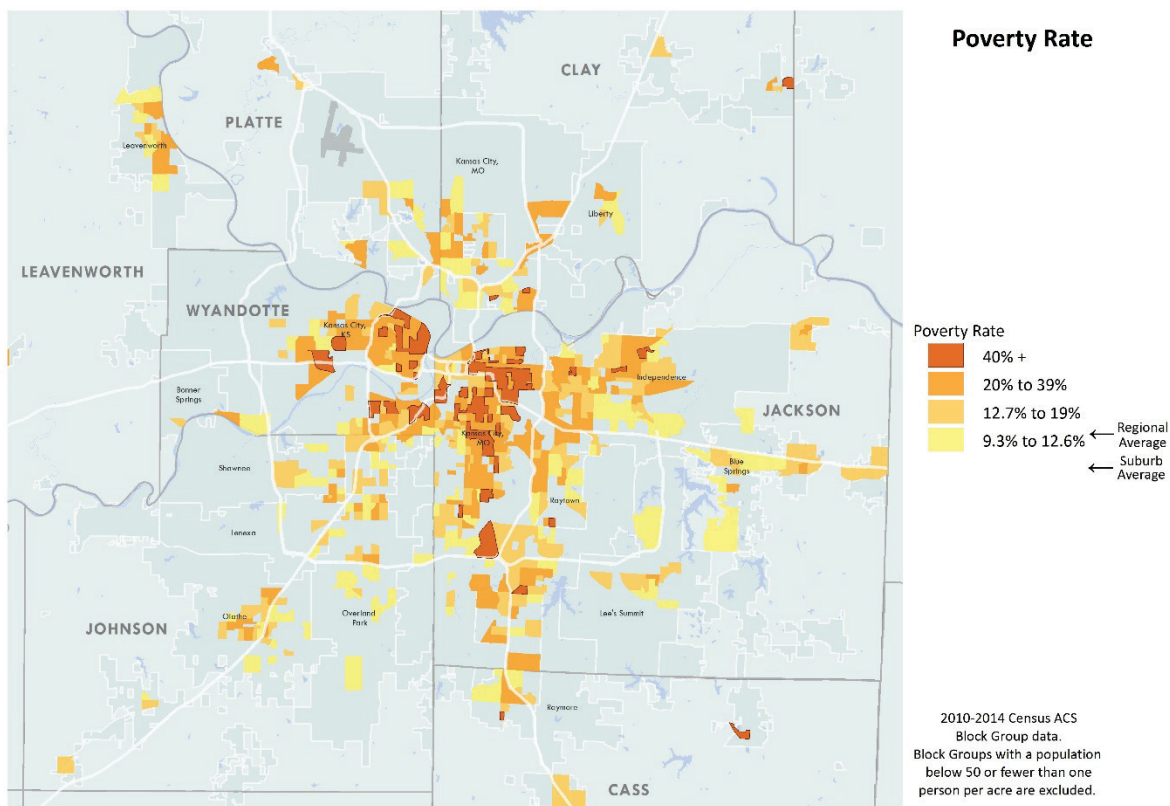 Poverty Rate
CLAY
PLATTE
Leavenworth
Kansas City,
MO
Liberty
LEAVENWORTH
WYANDOTTE
Kansas City,
KS
Independence
Bonner
Springs
JACKSON
Kansas City,
MO
Shawnee
Blue
Springs
Raytown
Lenexa
Olathe
Overland
Park
Lee's Summit
JOHNSON
Raymore
CASS
Poverty Rate
40% +
20% to 39%
12.7% to 19%
9.3% to 12.6%
Regional
Average
Suburb
Average
2010-2014 Census ACS
Block Group data.
Block Groups with a population
below 50 or fewer than one
person per acre are excluded.